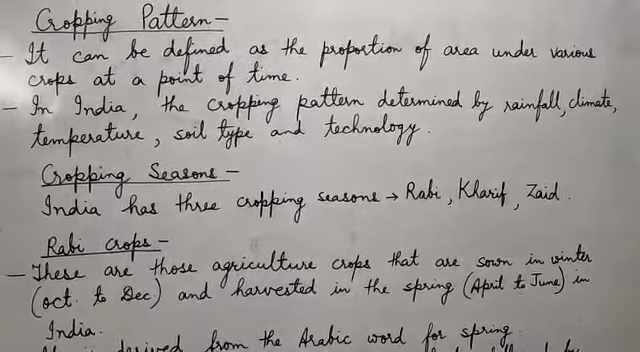 Cropping Pattern -
- It can be defined as the proportion of area under various
crops at a point of time.
- In India, the cropping pattern determined by rainfall, climate,
temperature, soil type and technology.
Cropping Seasons -
India has three cropping seasons → Rabi, Kharif, Zaid.
Rabi crops -
- These are those agriculture crops that are sown in winter
(oct. to Dec) and harvested in the spring (April to June) in
India.
derived from the Arabic word for spring.